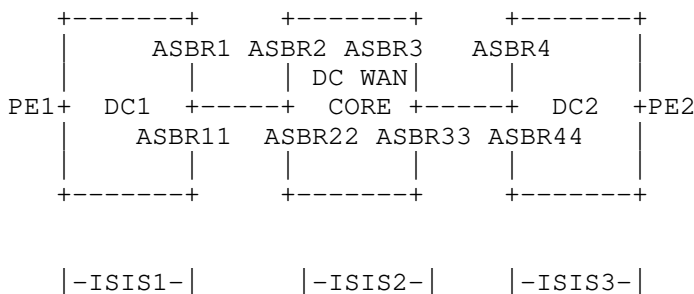 +-------+ +-------+ +-------+
| ASBR1 ASBR2 ASBR3 ASBR4 |
| | | DC WAN| | |
PE1+ DC1 +-----+ CORE +-----+ DC2 +PE2
| ASBR11 ASBR22 ASBR33 ASBR44 |
| | | | | |
+-------+ +-------+ +-------+
|-ISIS1-| |-ISIS2-| |-ISIS3-|